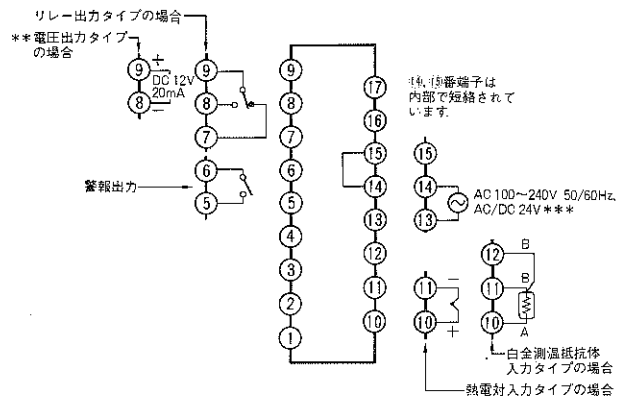 リレー出力タイプの場合
**電圧出力タイプ
の場合
9
+
DC 12V
20mA
8
−
9
8
7
6
5
警報出力
9
8
7
6
5
4
3
2
1
17
16
15
14
13
12
11
10
番端子は
内部で短絡されて
います.
15
14
13
AC 100～240V 50/60Hz,
AC/DC 24V***
11
−
10
+
12
B
11
B
10
A
白金測温抵抗体
入力タイプの場合
熱電対入力タイプの場合